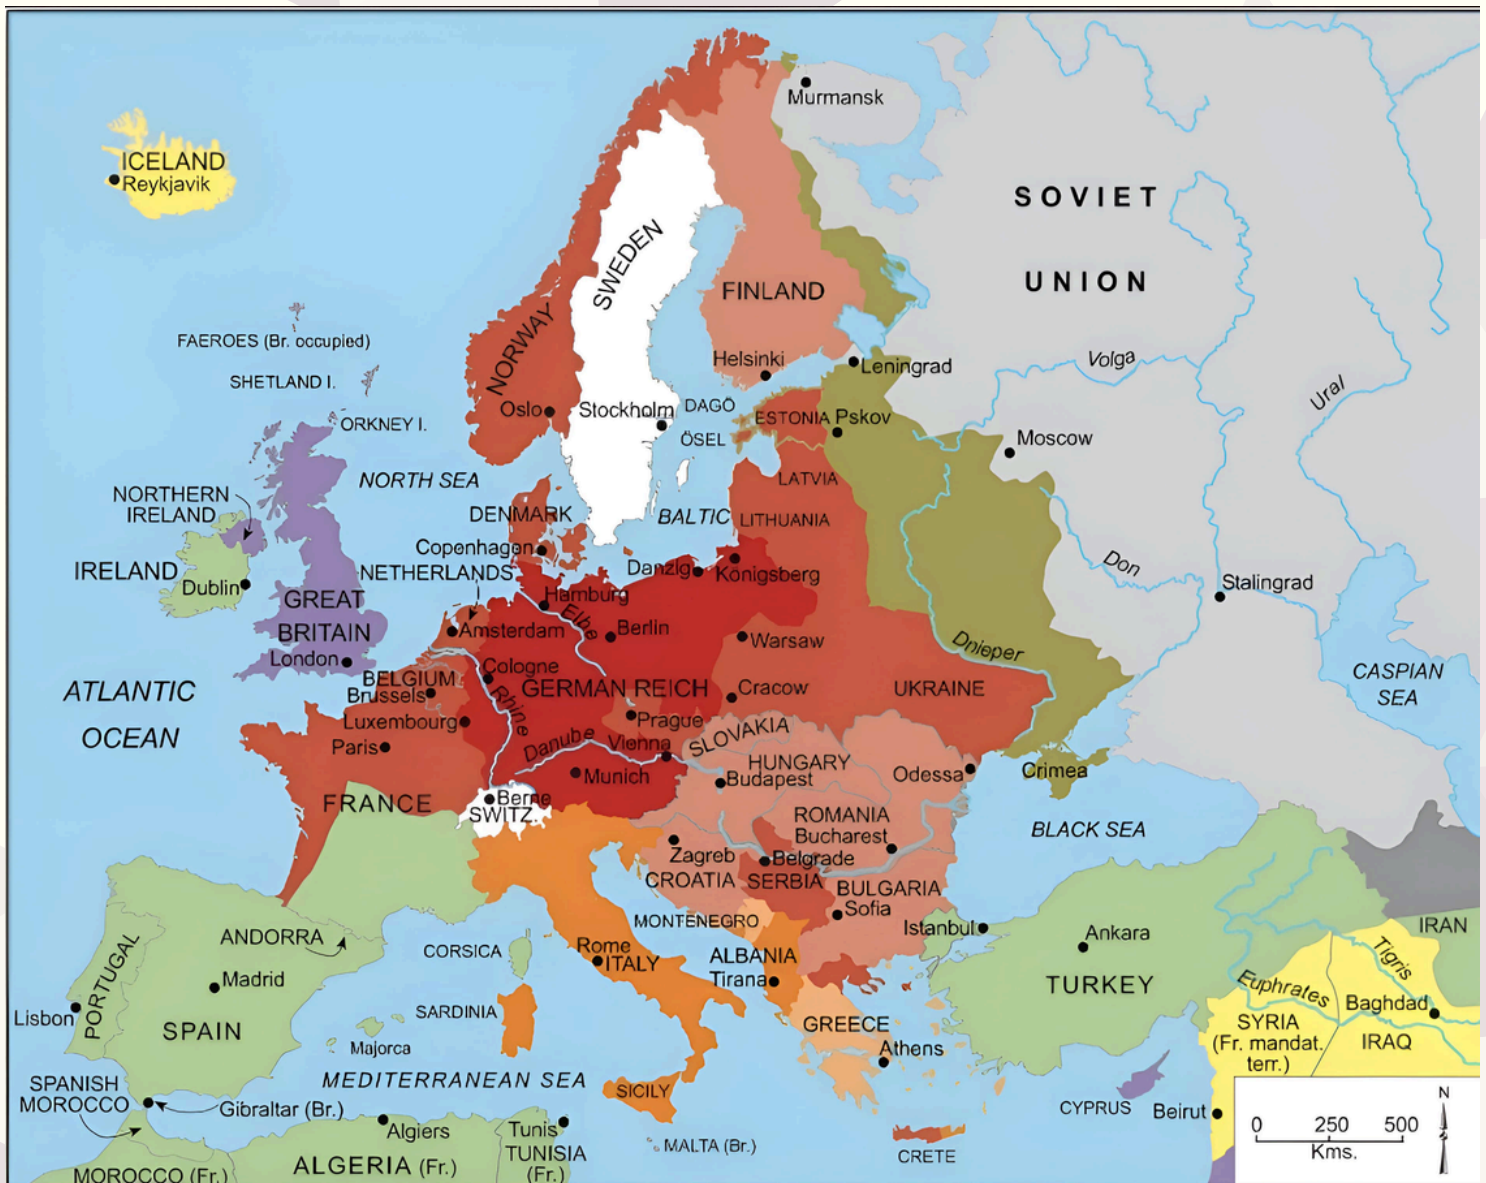 Murmansk
ICELAND
Reykjavik
SOVIET
UNION
SWEDEN
FINLAND
NORWAY
FAEROES (Br. occupied)
SHETLAND I.
ORKNEY I.
Helsinki
Leningrad
Volga
Ural
Oslo
Stockholm
DAGÖ
ÖSEL
ESTONIA
Pskov
Moscow
NORTH SEA
LATVIA
NORTHERN
IRELAND
DENMARK
BALTIC
LITHUANIA
Copenhagen
NETHERLANDS
IRELAND
Dublin
GREAT
BRITAIN
London
Danzig
Königsberg
Don
Stalingrad
Hamburg
Elbe
Berlin
Amsterdam
Warsaw
Dnieper
CASPIAN
SEA
ATLANTIC
OCEAN
BELGIUM
Brussels
Cologne
Rhine
GERMAN REICH
Cracow
UKRAINE
Luxembourg
Paris
Prague
Danube
Vienna
SLOVAKIA
Munich
HUNGARY
Budapest
Odessa
Crimea
FRANCE
Berne
SWITZ.
ROMANIA
Bucharest
BLACK SEA
Zagreb
CROATIA
Belgrade
SERBIA
BULGARIA
Sofia
MONTENEGRO
Istanbul
Ankara
TURKEY
IRAN
ANDORRA
CORSICA
Rome
ITALY
ALBANIA
Tirana
PORTUGAL
Madrid
SPAIN
Lisbon
SARDINIA
GREECE
Athens
Tigris
Euphrates
Baghdad
SYRIA
(Fr. mandat.
terr.)
IRAQ
Majorca
MEDITERRANEAN SEA
SICILY
SPANISH
MOROCCO
Gibraltar (Br.)
Algiers
Tunis
TUNISIA
(Fr.)
ALGERIA (Fr.)
MOROCCO (Fr.)
MALTA (Br.)
CRETE
CYPRUS
Beirut
N
0 250 500
Kms.